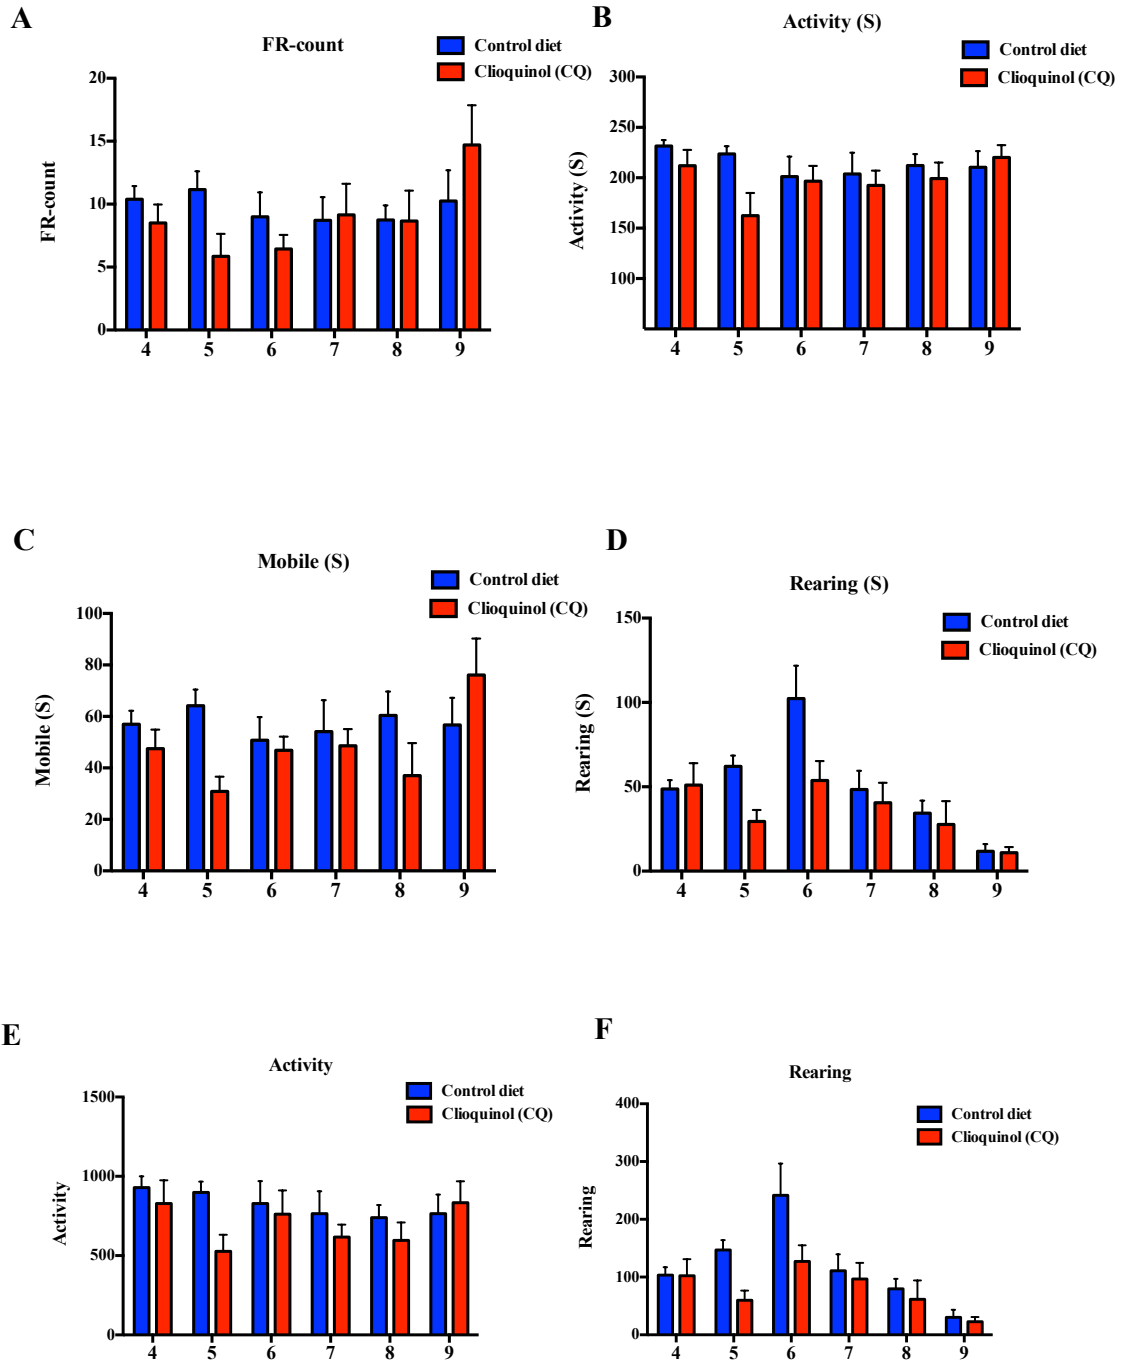 A
FR-count
Control diet
Clioquinol (CQ)
20
15
10
5
0
FR-count
4 5 6 7 8 9
B
Activity (S)
Control diet
Clioquinol (CQ)
300
250
200
150
100
Activity (S)
4 5 6 7 8 9
C
Mobile (S)
Control diet
Clioquinol (CQ)
100
80
60
40
20
0
Mobile (S)
4 5 6 7 8 9
D
Rearing (S)
Control diet
Clioquinol (CQ)
150
100
50
0
Rearing (S)
4 5 6 7 8 9
E
Activity
Control diet
Clioquinol (CQ)
1500
1000
500
0
Activity
4 5 6 7 8 9
F
Rearing
Control diet
Clioquinol (CQ)
400
300
200
100
0
Rearing
4 5 6 7 8 9